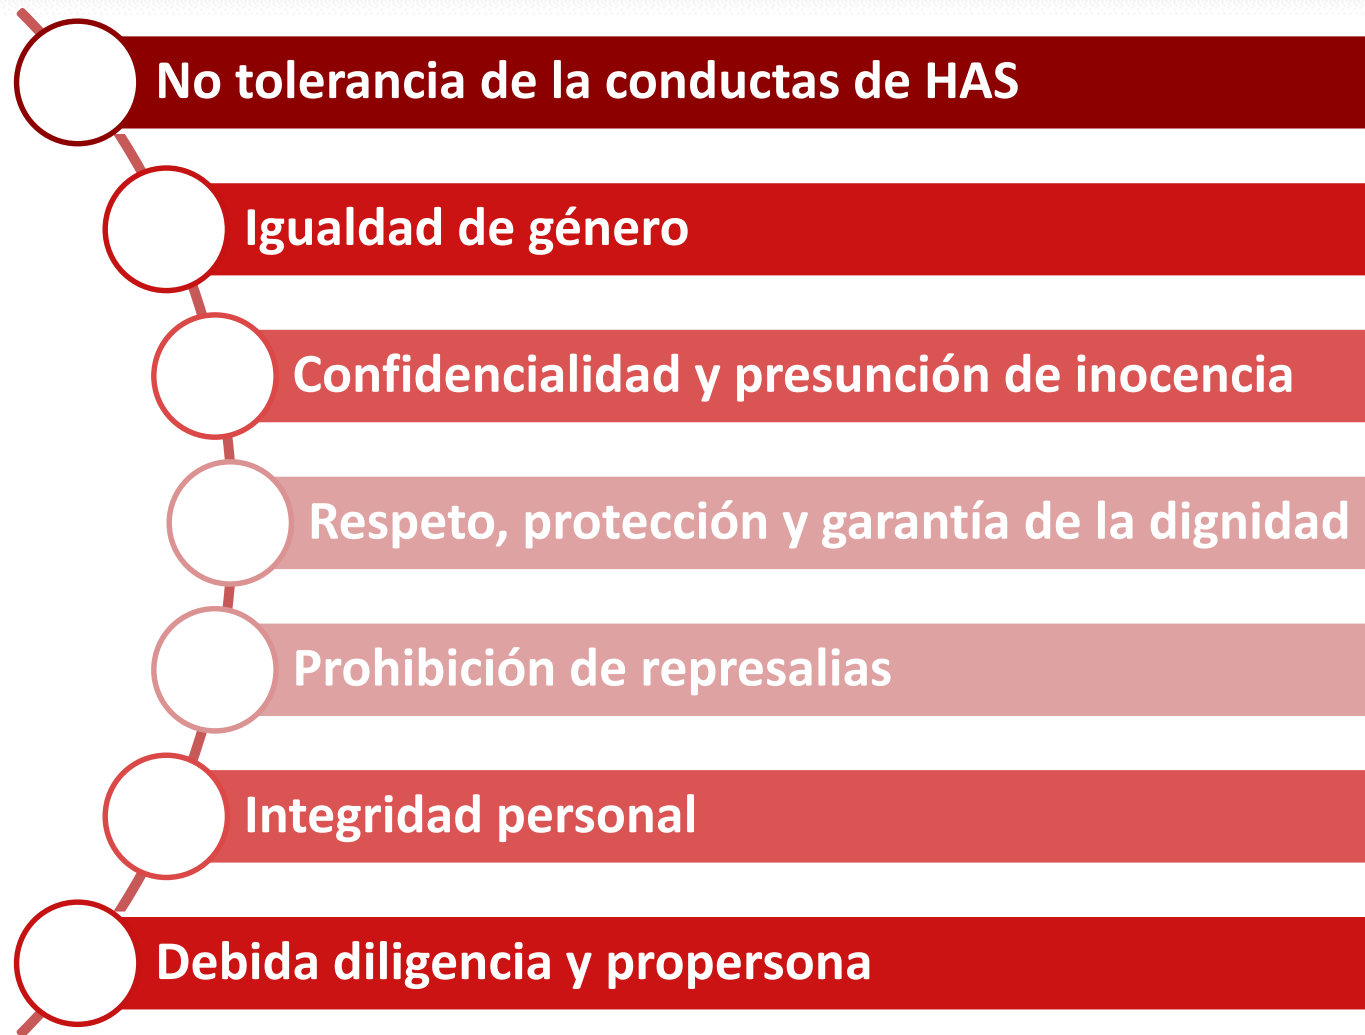 No tolerancia de la conductas de HAS
Igualdad de género
Confidencialidad y presunción de inocencia
Respeto, protección y garantía de la dignidad
Prohibición de represalias
Integridad personal
Debida diligencia y propersona